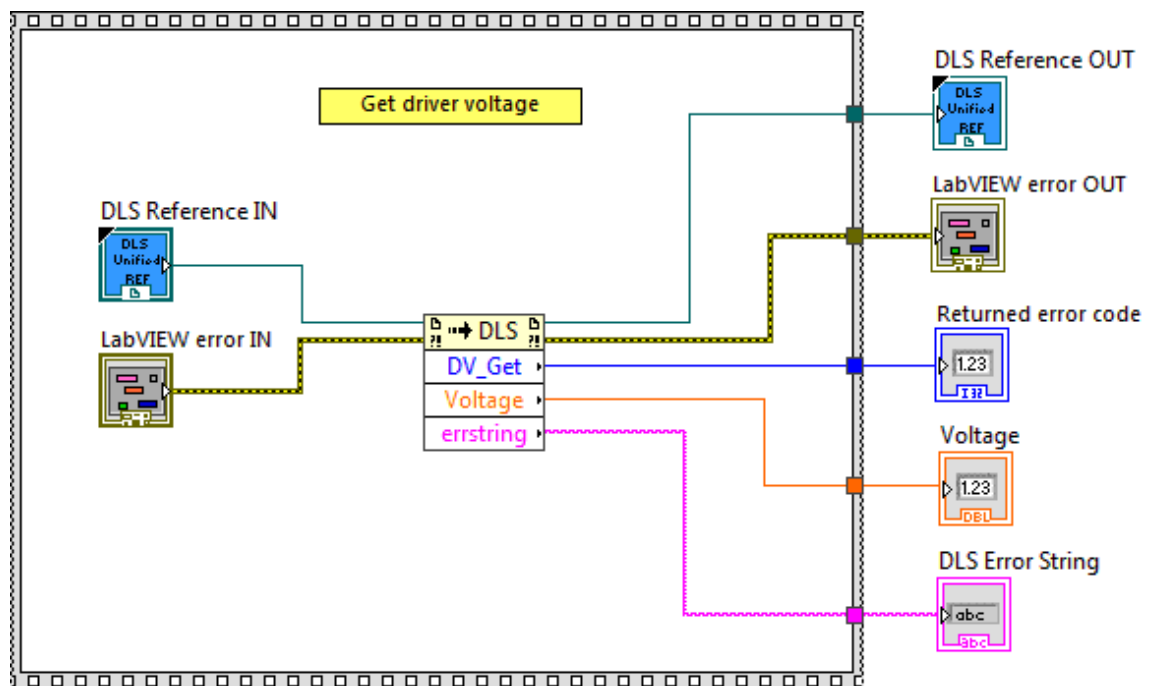 Get driver voltage
DLS Reference OUT
DLS
Unified
REF
LabVIEW error OUT
DLS Reference IN
DLS
Unified
REF
LabVIEW error IN
?! DLS ?!
DV_Get
Voltage
errstring
Returned error code
1.23
I32
Voltage
1.23
DBL
DLS Error String
abc
abc